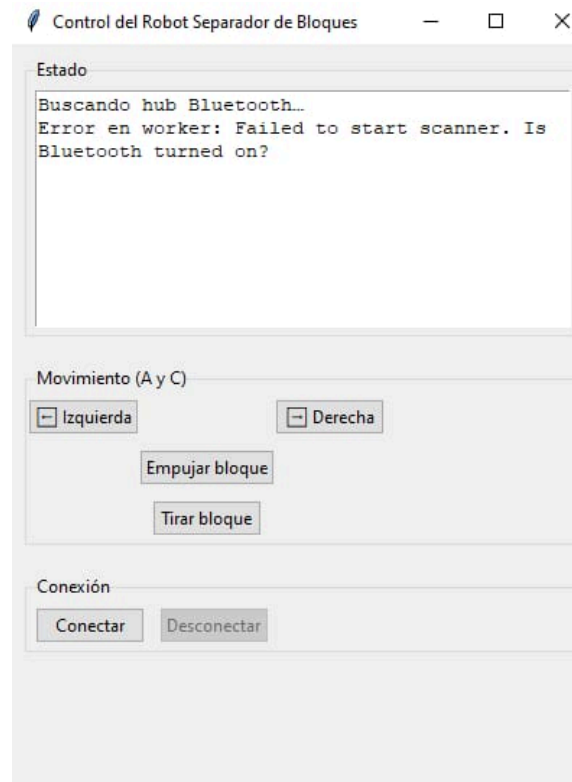 Control del Robot Separador de Bloques
Estado
Buscando hub Bluetooth…
Error en worker: Failed to start scanner. Is
Bluetooth turned on?
Movimiento (A y C)
← Izquierda
→ Derecha
Empujar bloque
Tirar bloque
Conexión
Conectar
Desconectar